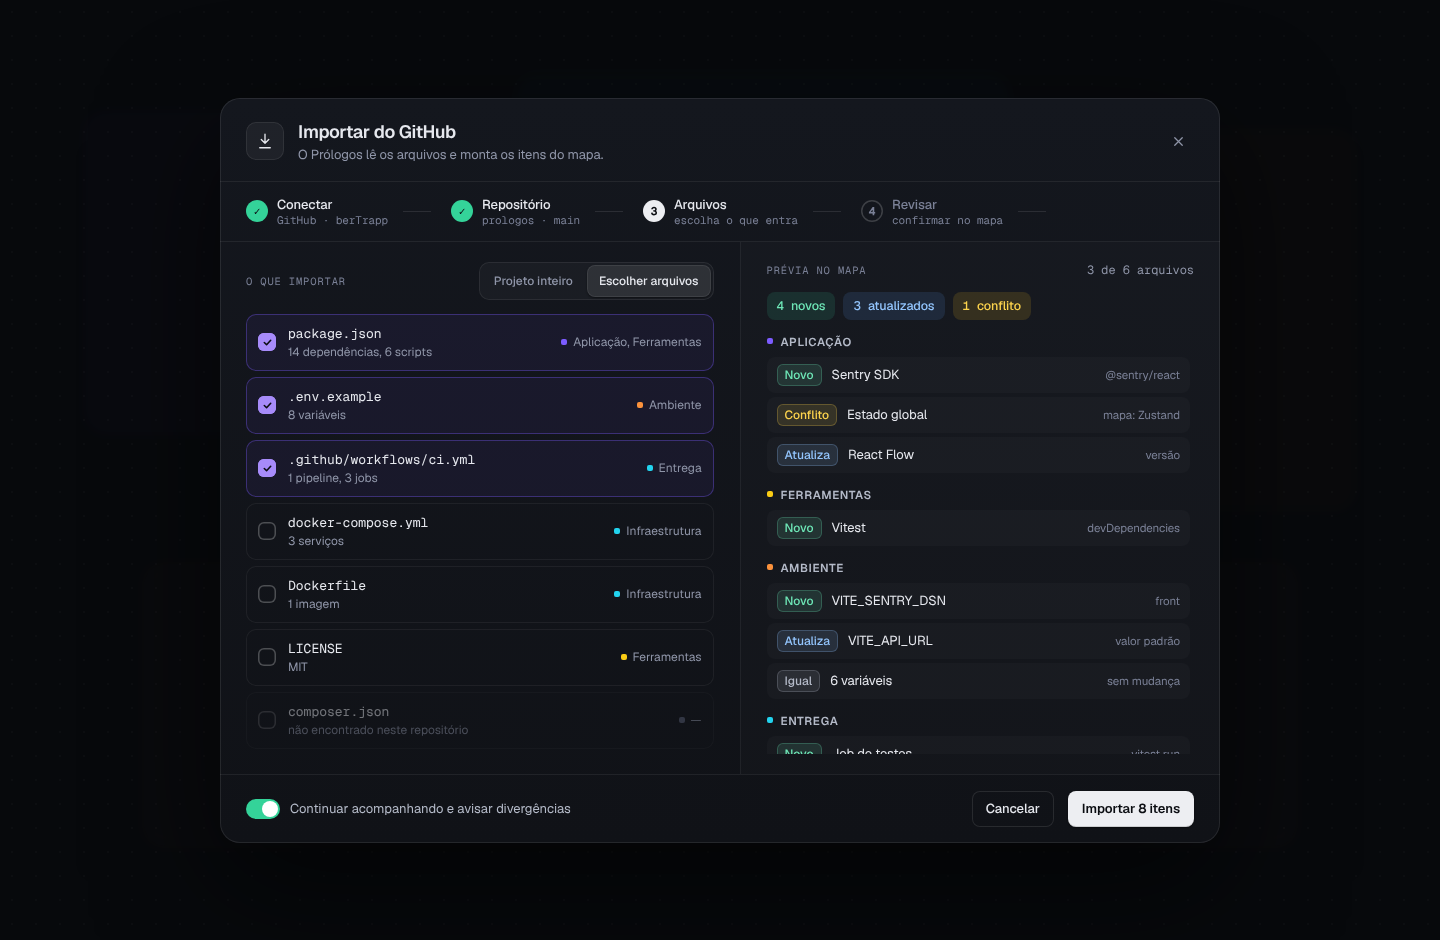 Importar do GitHub
O Prólogos lê os arquivos e monta os itens do mapa.
Conectar
GitHub · berTrapp
Repositório
prologos · main
3
Arquivos
escolha o que entra
4
Revisar
confirmar no mapa
O QUE IMPORTAR
Projeto inteiro
Escolher arquivos
package.json
14 dependências, 6 scripts
Aplicação, Ferramentas
.env.example
8 variáveis
Ambiente
.github/workflows/ci.yml
1 pipeline, 3 jobs
Entrega
docker-compose.yml
3 serviços
Infraestrutura
Dockerfile
1 imagem
Infraestrutura
LICENSE
MIT
Ferramentas
composer.json
não encontrado neste repositório
—
PRÉVIA NO MAPA
3 de 6 arquivos
4 novos
3 atualizados
1 conflito
APLICAÇÃO
Novo Sentry SDK @sentry/react
Conflito Estado global mapa: Zustand
Atualiza React Flow versão
FERRAMENTAS
Novo Vitest devDependencies
AMBIENTE
Novo VITE_SENTRY_DSN front
Atualiza VITE_API_URL valor padrão
Igual 6 variáveis sem mudança
ENTREGA
Novo Job de testes vitest run
Continuar acompanhando e avisar divergências
Cancelar
Importar 8 itens